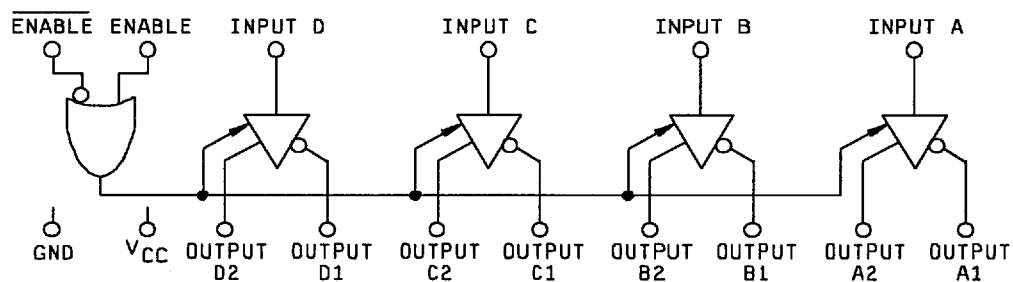 ENABLE ENABLE INPUT D INPUT C INPUT B INPUT A
GND VCC OUTPUT D2 OUTPUT D1 OUTPUT C2 OUTPUT C1 OUTPUT B2 OUTPUT B1 OUTPUT A2 OUTPUT A1